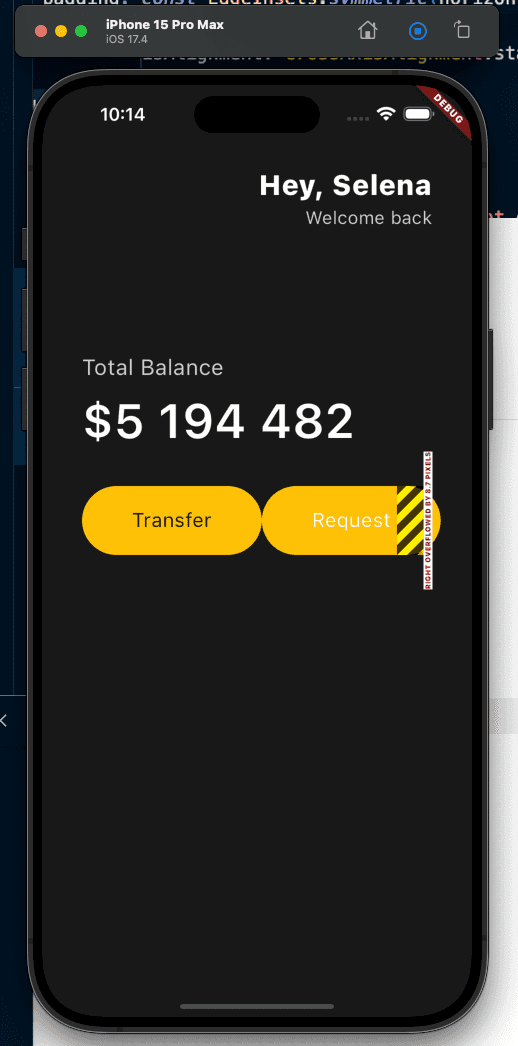 iPhone 15 Pro Max
iOS 17.4
10:14
DEBUG
Hey, Selena
Welcome back
Total Balance
$5 194 482
Transfer
Request
RIGHT OVERFLOWED BY 8.7 PIXELS